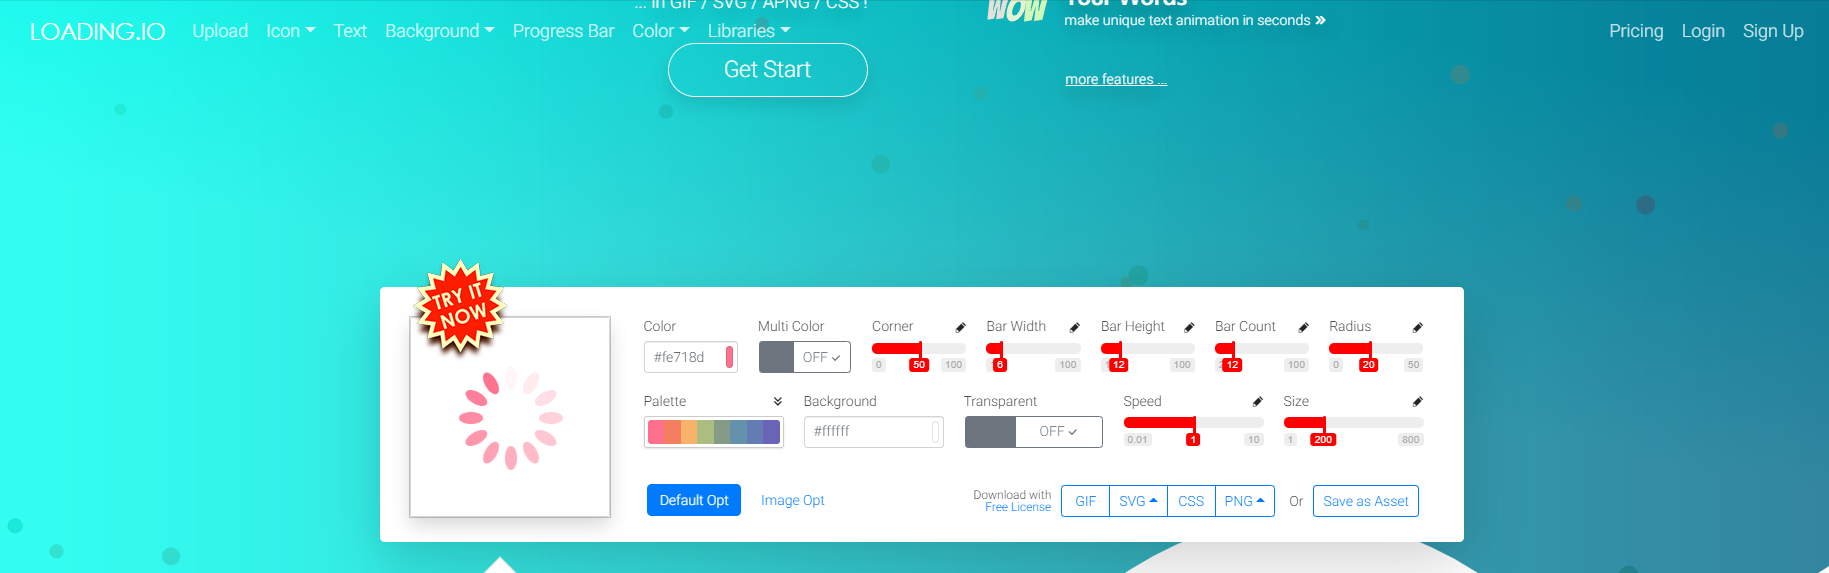 ... in GIF / SVG / APNG / CSS !
WOW
Your Words
make unique text animation in seconds »
LOADING.IO Upload Icon Text Background Progress Bar Color Libraries Pricing Login Sign Up
Get Start
more features ...
TRY IT
NOW
Color Multi Color Corner Bar Width Bar Height Bar Count Radius
#fe718d OFF
0 50 100 6 100 12 100 12 100 0 20 50
Palette Background Transparent Speed Size
#ffffff OFF
0.01 1 10 1 200 800
Default Opt Image Opt
Download with
Free License
GIF SVG CSS PNG Or Save as Asset